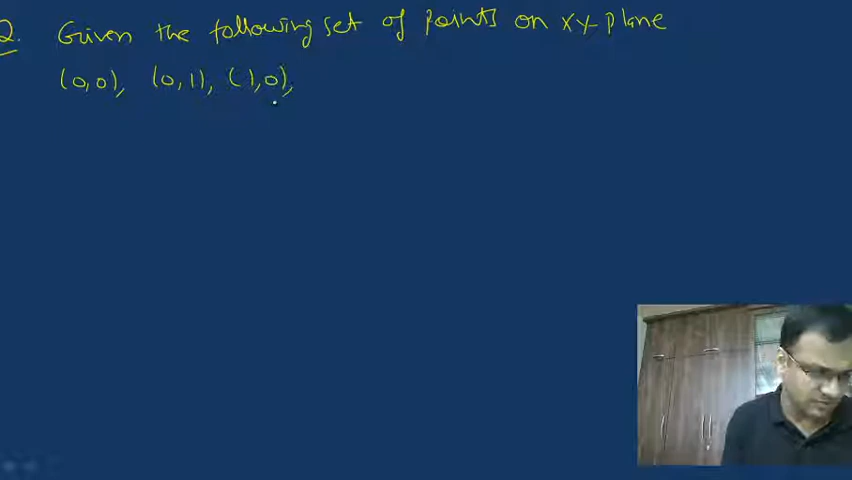 Q. Given the following set of points on xy-plane
(0,0), (0,1), (1,0),